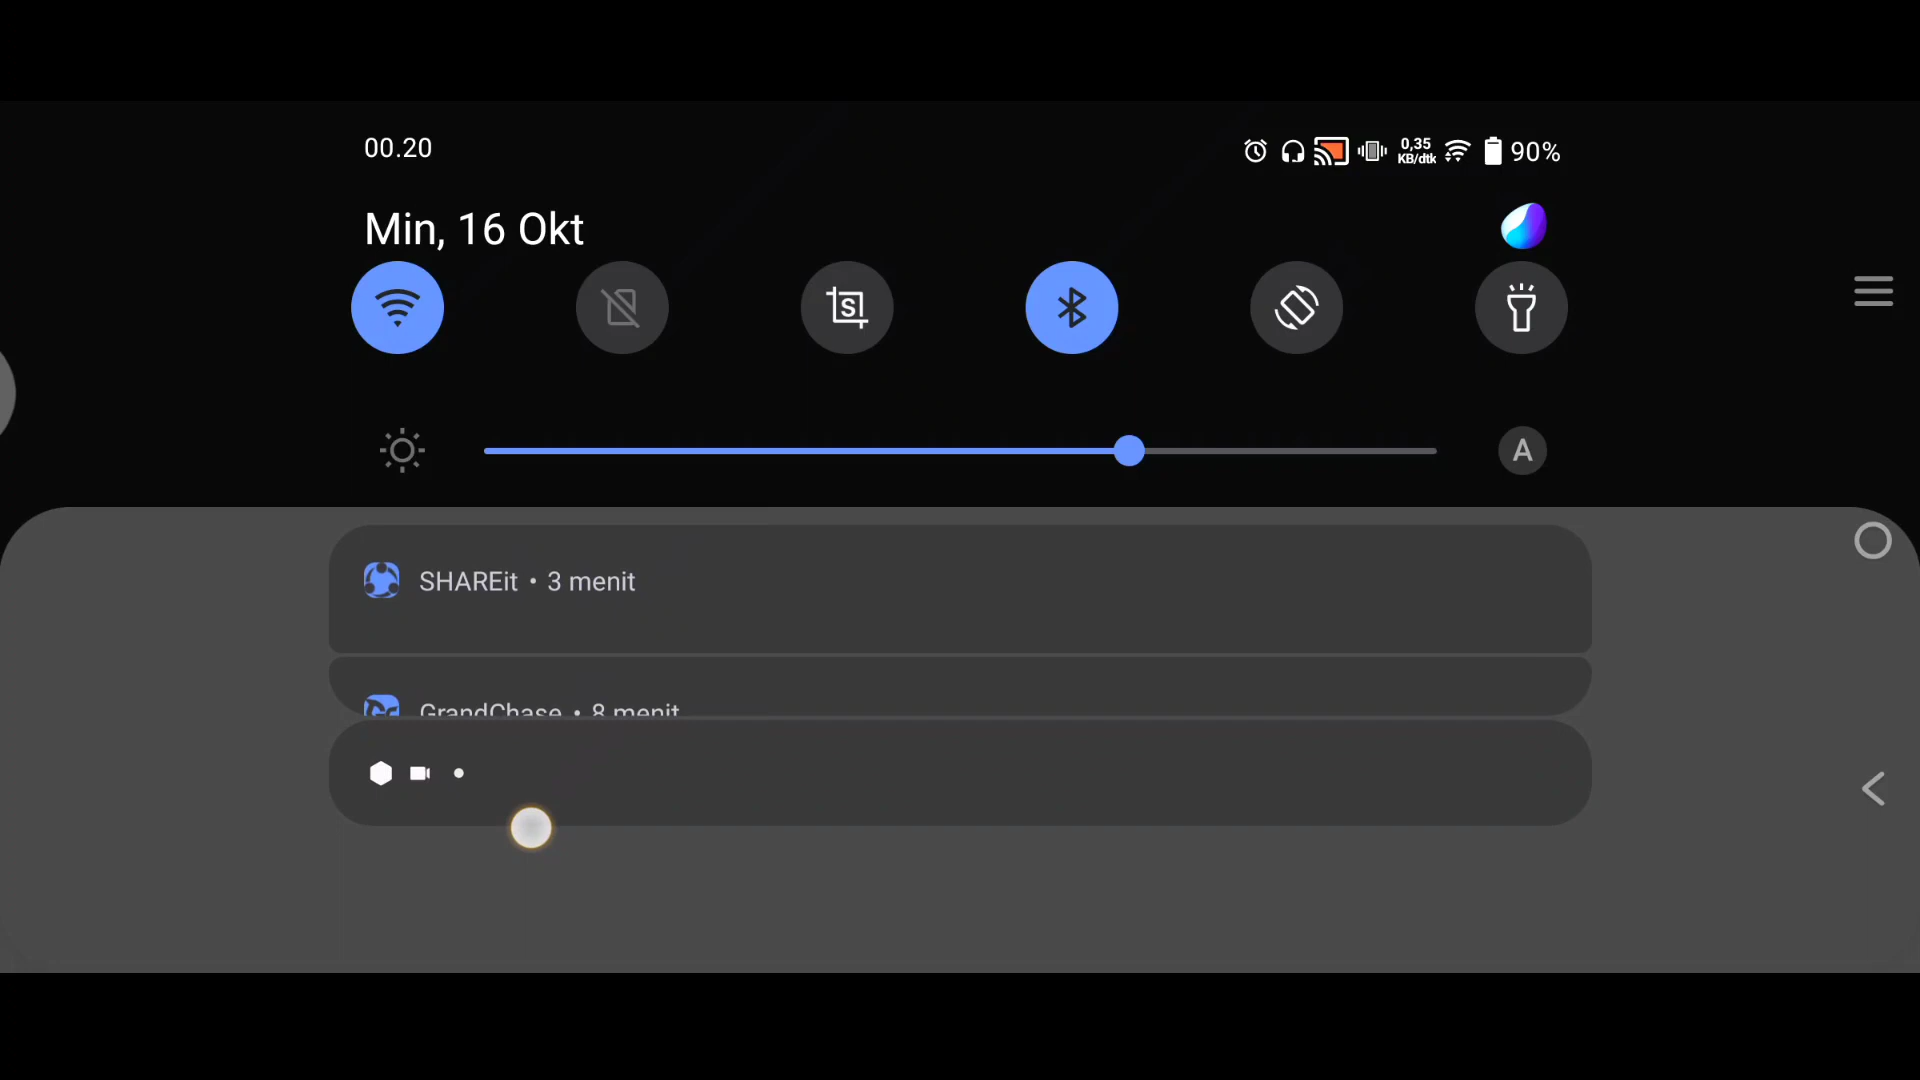 00.20
0,35
KB/dtk
90%
Min, 16 Okt
S
A
SHAREit • 3 menit
GrandChase • 8 menit